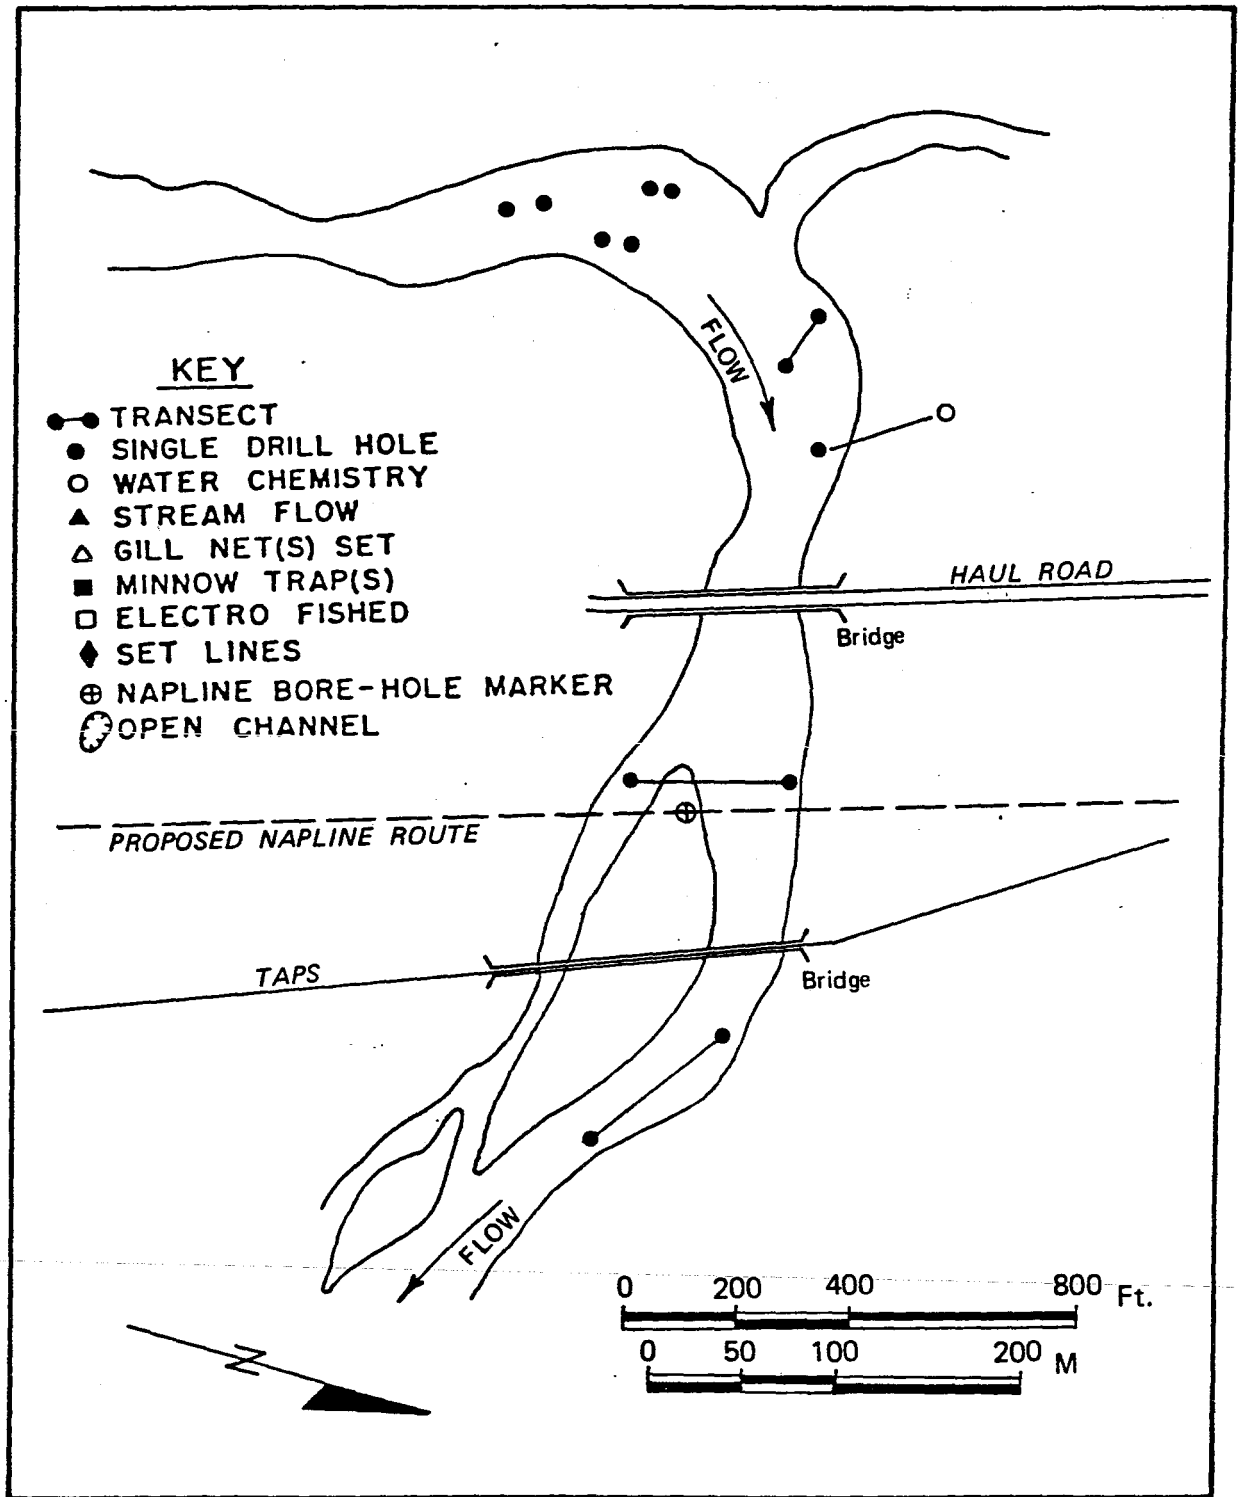 FLOW
KEY
TRANSECT
SINGLE DRILL HOLE
WATER CHEMISTRY
STREAM FLOW
GILL NET(S) SET
MINNOW TRAP(S)
ELECTRO FISHED
SET LINES
NAPLINE BORE-HOLE MARKER
OPEN CHANNEL
HAUL ROAD
Bridge
PROPOSED NAPLINE ROUTE
TAPS
Bridge
FLOW
0 200 400 800 Ft.
0 50 100 200 M
N